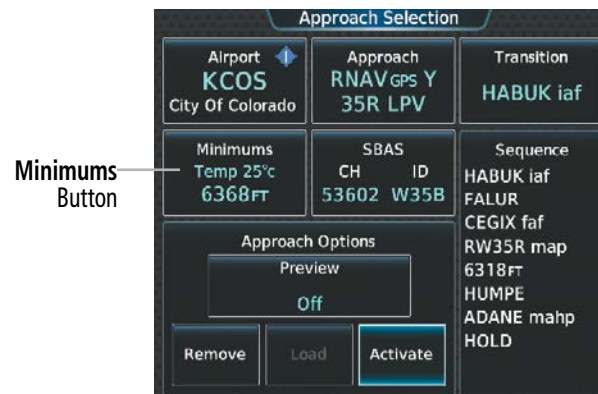 Approach Selection
Airport
KCOS
City Of Colorado
Approach
RNAV GPS Y
35R LPV
Transition
HABUK iaf
Minimums
Button
Minimums
Temp 25°c
6368FT
SBAS
CH ID
53602 W35B
Sequence
HABUK iaf
FALUR
CEGIX faf
RW35R map
6318FT
HUMPE
ADANE mahp
HOLD
Approach Options
Preview
Off
Remove
Load
Activate